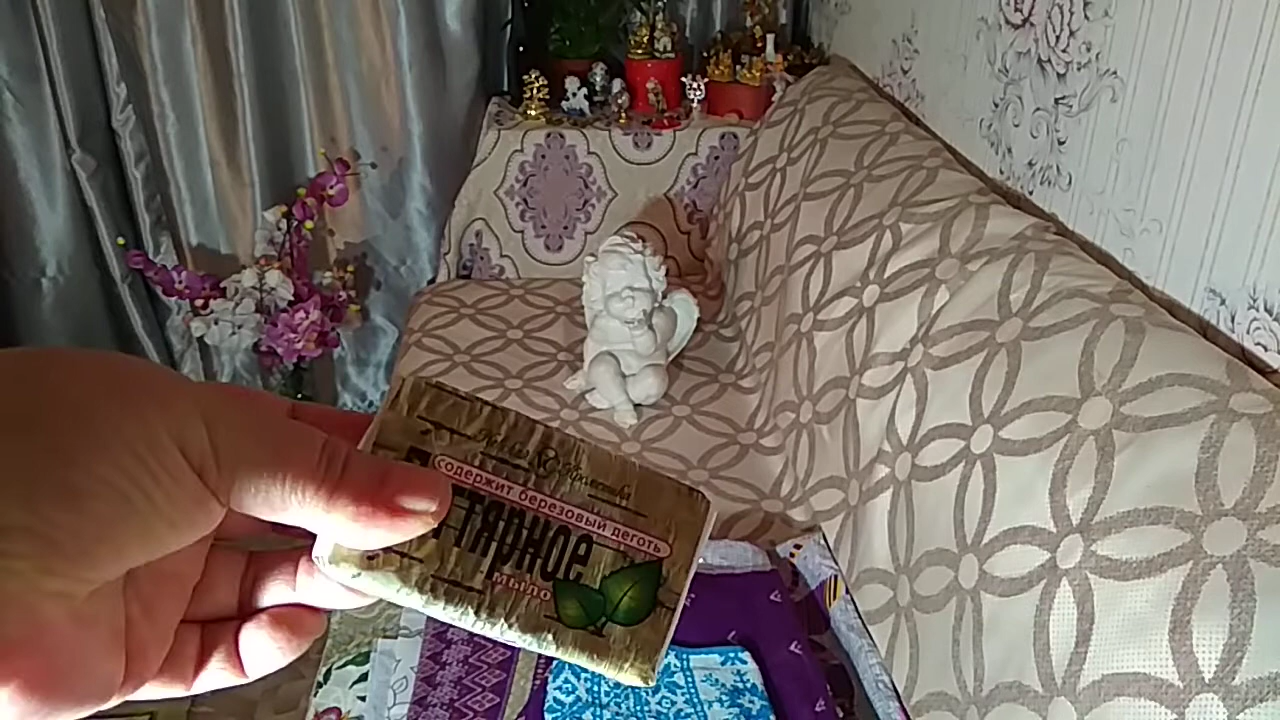 содержит березовый деготь
тярное
мыло